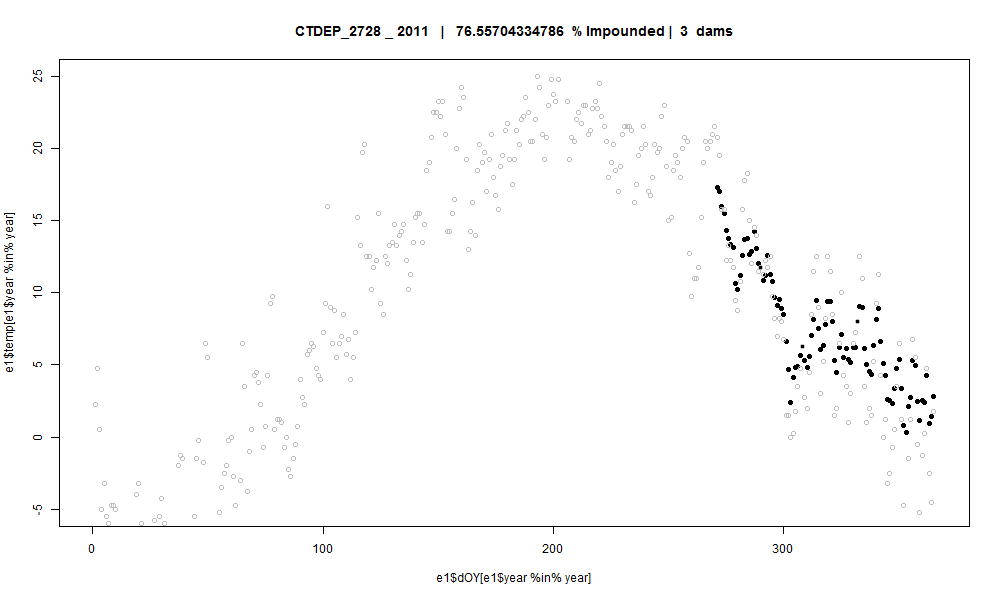 CTDEP_2728 _ 2011 | 76.55704334786 % Impounded | 3 dams
25
20
15
10
5
0
-5
e1$temp[e1$year %in% year]
0 100 200 300
e1$dOY[e1$year %in% year]